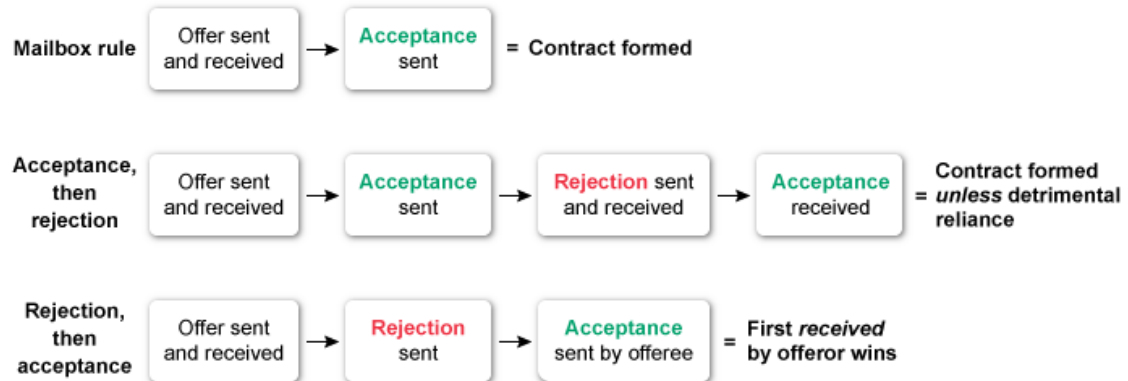 Mailbox rule
Offer sent
and received
Acceptance
sent
= Contract formed
Acceptance,
then
rejection
Offer sent
and received
Acceptance
sent
Rejection sent
and received
Acceptance
received
Contract formed
= unless detrimental
reliance
Rejection,
then
acceptance
Offer sent
and received
Rejection
sent
Acceptance
sent by offeree
= First received
by offeror wins